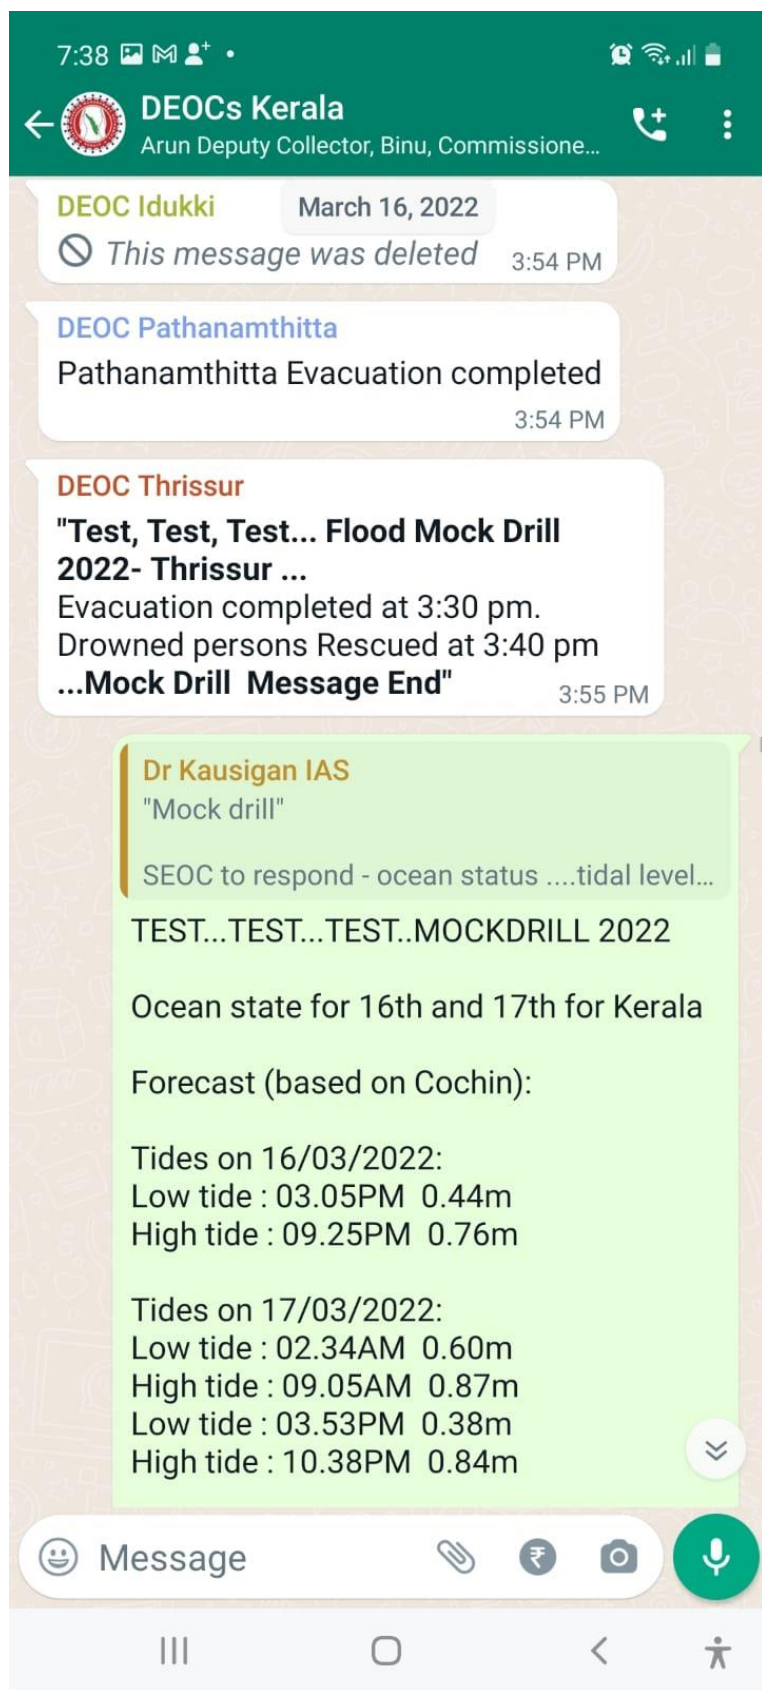 7:38
DEOCs Kerala
Arun Deputy Collector, Binu, Commissione...
DEOC Idukki
March 16, 2022
This message was deleted 3:54 PM
DEOC Pathanamthitta
Pathanamthitta Evacuation completed
3:54 PM
DEOC Thrissur
"Test, Test, Test... Flood Mock Drill
2022- Thrissur ...
Evacuation completed at 3:30 pm.
Drowned persons Rescued at 3:40 pm
...Mock Drill  Message End"
3:55 PM
Dr Kausigan IAS
"Mock drill"
SEOC to respond - ocean status ....tidal level...
TEST...TEST...TEST..MOCKDRILL 2022
Ocean state for 16th and 17th for Kerala
Forecast (based on Cochin):
Tides on 16/03/2022:
Low tide : 03.05PM  0.44m
High tide : 09.25PM  0.76m
Tides on 17/03/2022:
Low tide : 02.34AM  0.60m
High tide : 09.05AM  0.87m
Low tide : 03.53PM  0.38m
High tide : 10.38PM  0.84m
Message
₹